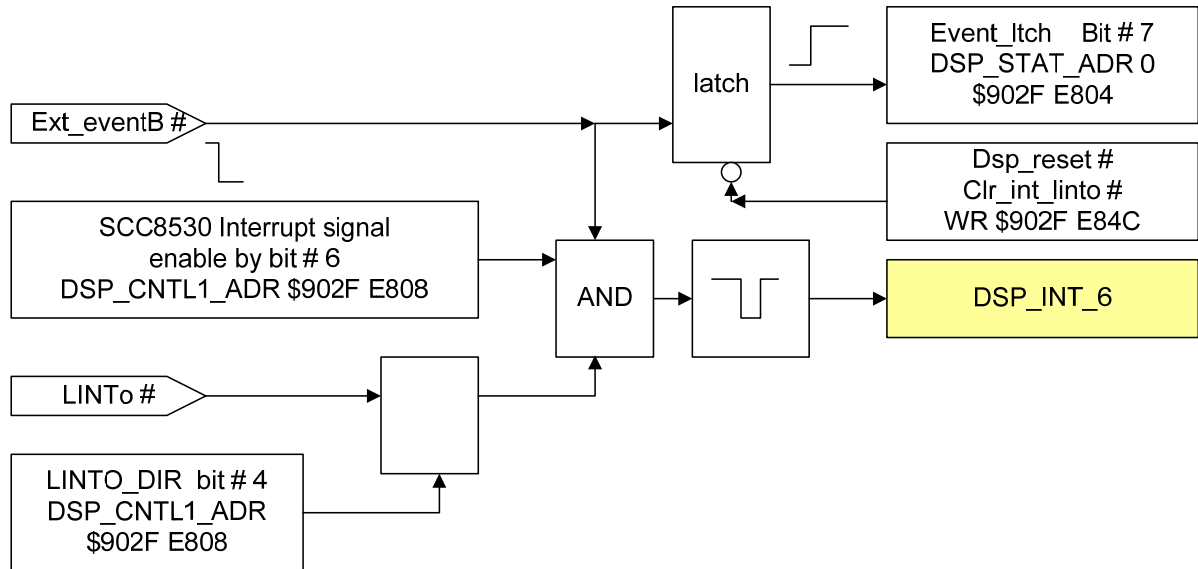 Event_ltch Bit # 7
DSP_STAT_ADR 0
$902F E804
latch
Ext_eventB #
Dsp_reset #
Clr_int_linto #
WR $902F E84C
SCC8530 Interrupt signal
enable by bit # 6
DSP_CNTL1_ADR $902F E808
AND
DSP_INT_6
LINTo #
LINTO_DIR bit # 4
DSP_CNTL1_ADR
$902F E808